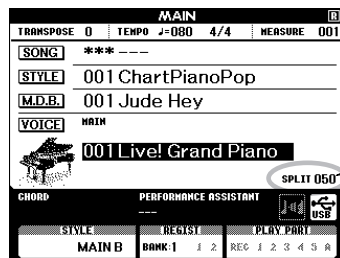 MAIN R
TRANSPOSE 0 TEMPO ♩=080 4/4 MEASURE 001
SONG *** ---
STYLE 001 ChartPianoPop
M.D.B. 001 Jude Hey
VOICE MAIN
001 Live! Grand Piano
SPLIT 050
CHORD PERFORMANCE ASSISTANT
---
USB
STYLE REGIST PLAY PART
MAIN B BANK:1 1 2 REC 1 2 3 4 5 A